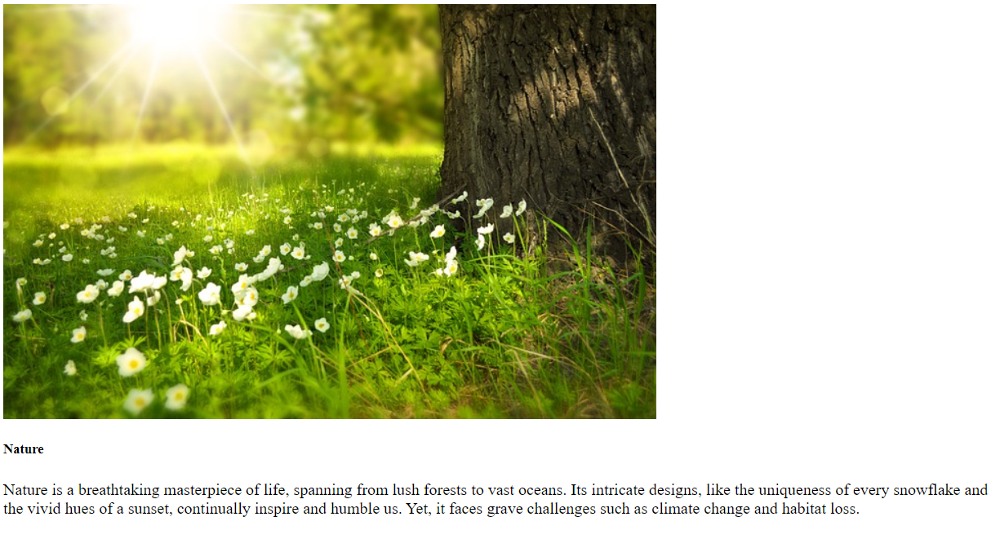 Nature
Nature is a breathtaking masterpiece of life, spanning from lush forests to vast oceans. Its intricate designs, like the uniqueness of every snowflake and
the vivid hues of a sunset, continually inspire and humble us. Yet, it faces grave challenges such as climate change and habitat loss.